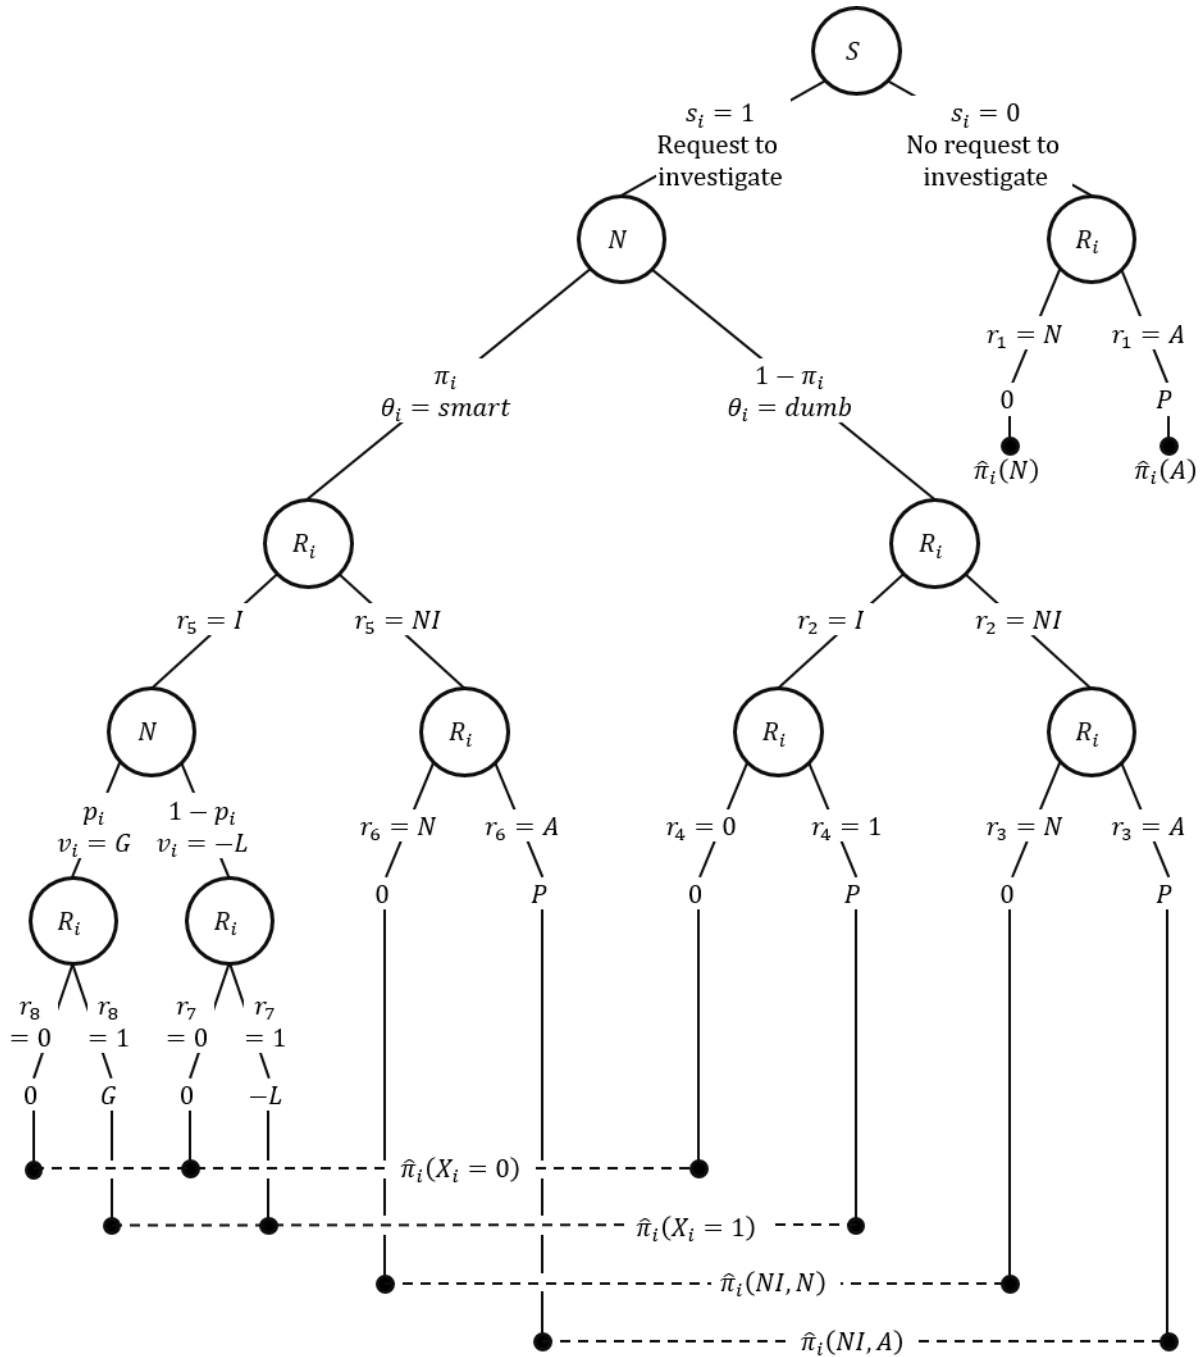 S
s_i = 1
Request to
investigate
s_i = 0
No request to
investigate
N
R_i
r_1 = N
r_1 = A
π_i
θ_i = smart
1 − π_i
θ_i = dumb
0
P
π̂_i(N)
π̂_i(A)
R_i
R_i
r_5 = I
r_5 = NI
r_2 = I
r_2 = NI
N
R_i
R_i
R_i
p_i
v_i = G
1 − p_i
v_i = −L
r_6 = N
r_6 = A
r_4 = 0
r_4 = 1
r_3 = N
r_3 = A
0
P
0
P
0
P
R_i
R_i
r_8
= 0
r_8
= 1
r_7
= 0
r_7
= 1
0
G
0
−L
π̂_i(X_i = 0)
π̂_i(X_i = 1)
π̂_i(NI, N)
π̂_i(NI, A)